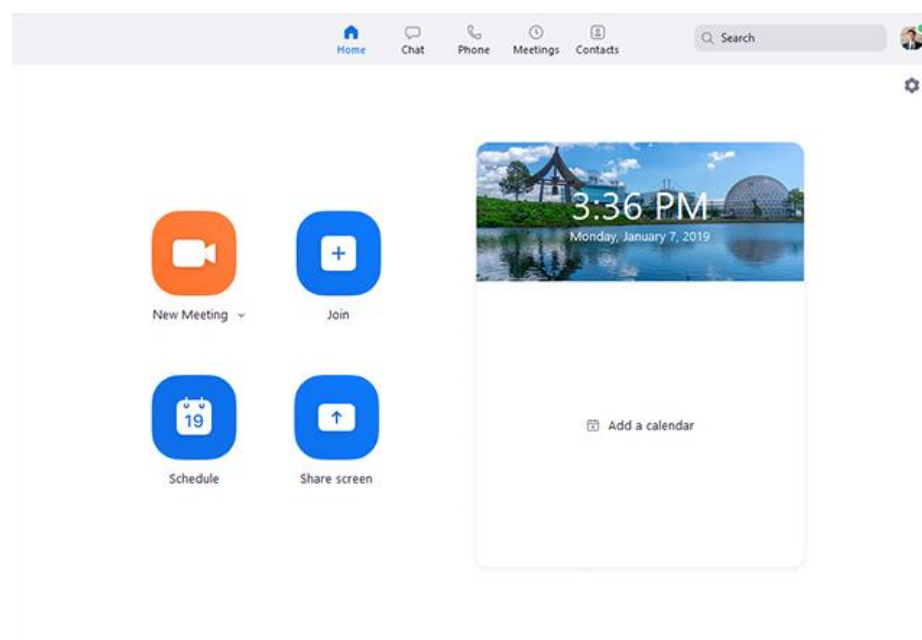 Home Chat Phone Meetings Contacts Search
3:36 PM
Monday, January 7, 2019
New Meeting Join
19
Add a calendar
Schedule Share screen